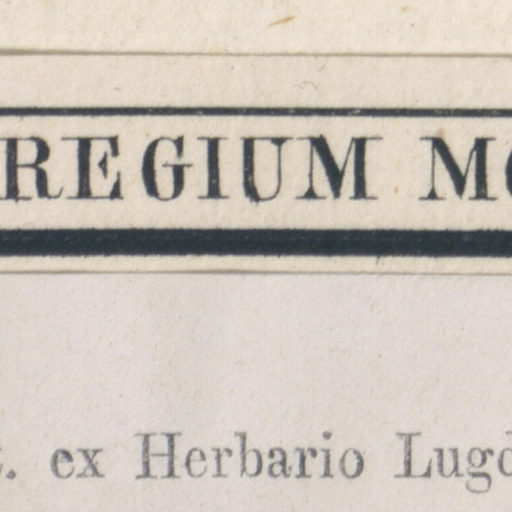 REGIUM MO
t. ex Herbario Lugd